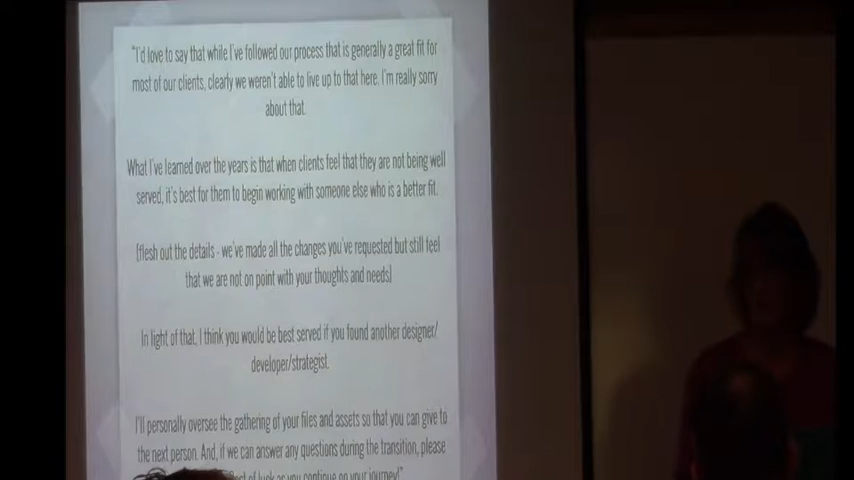 "I'd love to say that while I've followed our process that is generally a great fit for
most of our clients, clearly we weren't able to live up to that here. I'm really sorry
about that.
What I've learned over the years is that when clients feel that they are not being well
served, it's best for them to begin working with someone else who is a better fit.
[flesh out the details - we've made all the changes you've requested but still feel
that we are not on point with your thoughts and needs]
In light of that, I think you would be best served if you found another designer/
developer/strategist.
I'll personally oversee the gathering of your files and assets so that you can give to
the next person. And, if we can answer any questions during the transition, please
of luck as you continue on your journey!"